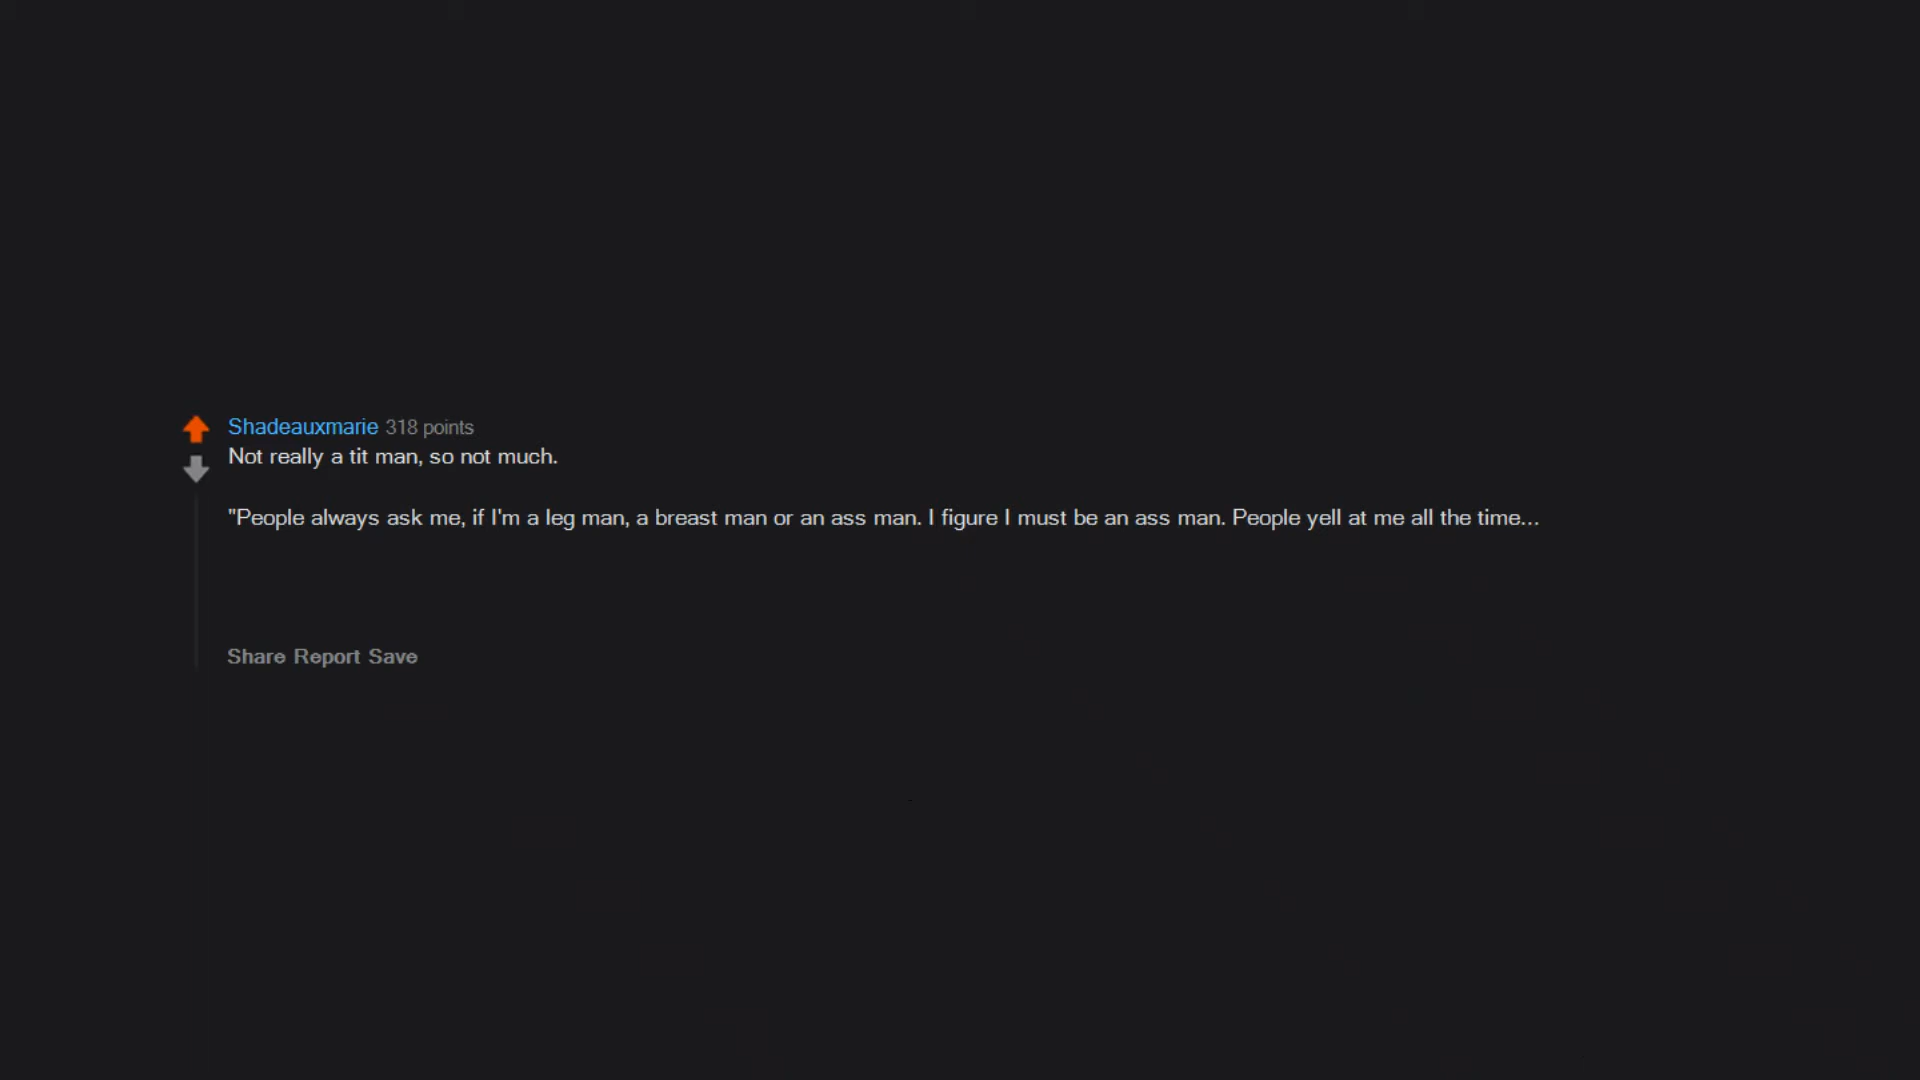 Shadeauxmarie 318 points
Not really a tit man, so not much.
"People always ask me, if I'm a leg man, a breast man or an ass man. I figure I must be an ass man. People yell at me all the time...
Share Report Save